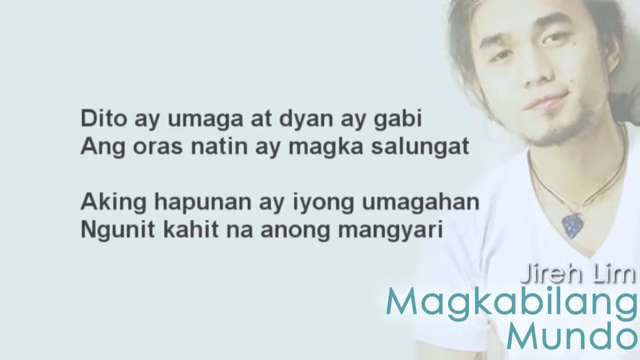 Dito ay umaga at dyan ay gabi
Ang oras natin ay magka salungat
Aking hapunan ay iyong umagahan
Ngunit kahit na anong mangyari
Jireh Lim
Magkabilang
Mundo